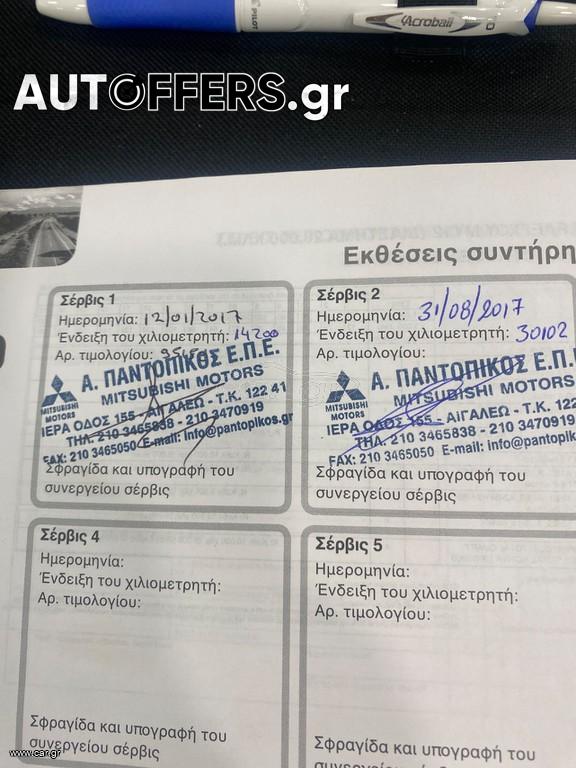 PILOT
Acroball
AUTOFFERS.gr
Εκθέσεις συντήρη
Σέρβις 1
Ημερομηνία: 12/01/2017
Ένδειξη του χιλιομετρητή: 14200
Αρ. τιμολογίου:
Α. ΠΑΝΤΟΠΙΚΟΣ Ε.Π.Ε.
MITSUBISHI MOTORS
MITSUBISHI
MOTORS
ΙΕΡΑ ΟΔΟΣ 155 - ΑΙΓΑΛΕΩ - Τ.Κ. 122 41
ΤΗΛ. 210 3465838 - 210 3470919
FAX: 210 3465050 E-mail: info@pantopikos.gr
Σφραγίδα και υπογραφή του
συνεργείου σέρβις
Σέρβις 2
Ημερομηνία: 31/08/2017
Ένδειξη του χιλιομετρητή: 30102
Αρ. τιμολογίου:
Α. ΠΑΝΤΟΠΙΚΟΣ Ε.Π.
MITSUBISHI MOTORS
MITSUBISHI
MOTORS
ΙΕΡΑ ΟΔΟΣ 155 - ΑΙΓΑΛΕΩ - Τ.Κ. 122
ΤΗΛ. 210 3465838 - 210 3470919
FAX: 210 3465050 E-mail: info@pantopik
Σφραγίδα και υπογραφή του
συνεργείου σέρβις
Σέρβις 4
Ημερομηνία:
Ένδειξη του χιλιομετρητή:
Αρ. τιμολογίου:
Σφραγίδα και υπογραφή του
συνεργείου σέρβις
Σέρβις 5
Ημερομηνία:
Ένδειξη του χιλιομετρητή:
Αρ. τιμολογίου:
Σφραγίδα και υπογραφή του
www.car.gr